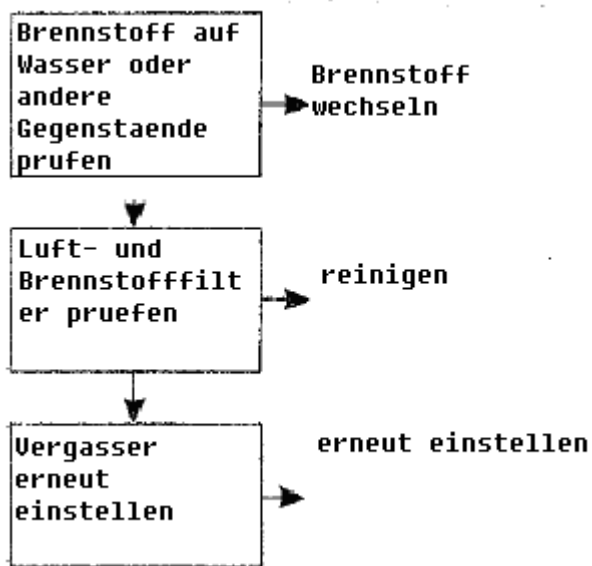 Brennstoff auf
Wasser oder
andere
Gegenstaende
prufen
Brennstoff
wechseln
Luft- und
Brennstofffilt
er pruefen
reinigen
Vergasser
erneut
einstellen
erneut einstellen